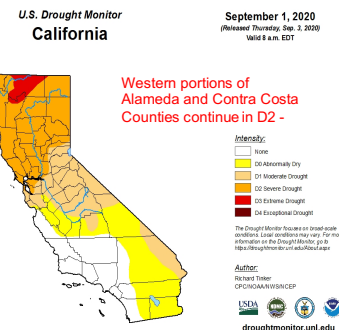 U.S. Drought Monitor
California
September 1, 2020
(Released Thursday, Sep. 3, 2020)
Valid 8 a.m. EDT
Western portions of
Alameda and Contra Costa
Counties continue in D2 -
Intensity:
None
D0 Abnormally Dry
D1 Moderate Drought
D2 Severe Drought
D3 Extreme Drought
D4 Exceptional Drought
The Drought Monitor focuses on broad-scale
conditions. Local conditions may vary. For more
information on the Drought Monitor, go to
https://droughtmonitor.unl.edu/About.aspx
Author:
Richard Tinker
CPC/NOAA/NWS/NCEP
USDA
NDMC
droughtmonitor.unl.edu